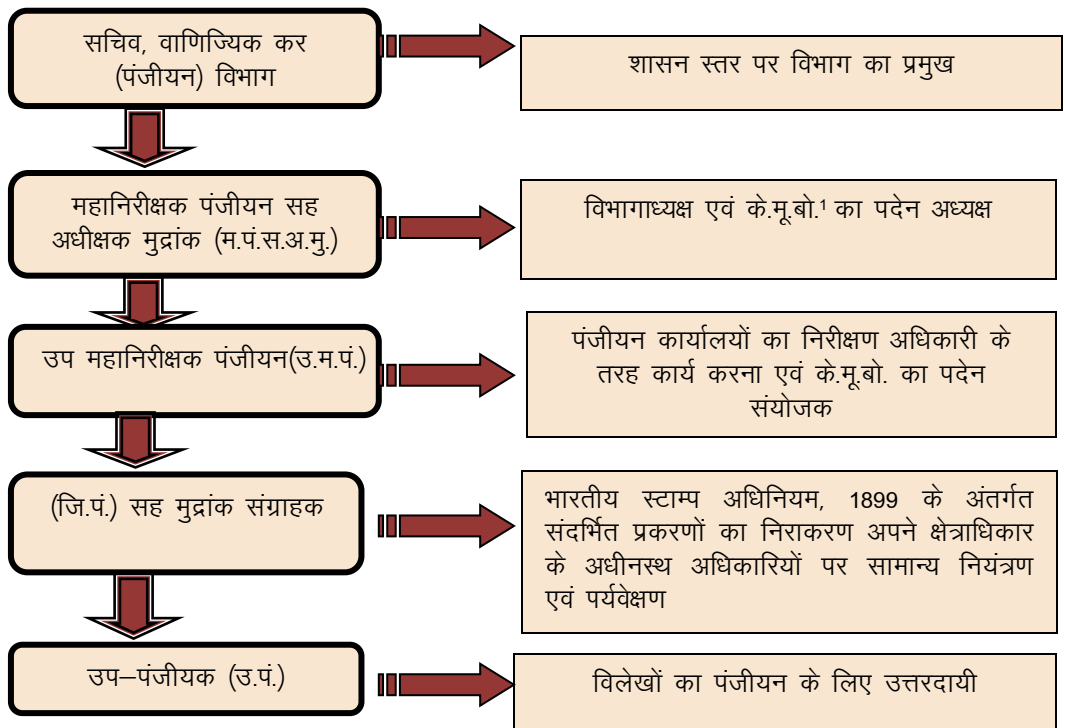 सचिव, वाणिज्यिक कर
(पंजीयन) विभाग
शासन स्तर पर विभाग का प्रमुख
महानिरीक्षक पंजीयन सह
अधीक्षक मुद्रांक (म.पं.स.अ.मु.)
विभागाध्यक्ष एवं के.मू.बो.¹ का पदेन अध्यक्ष
उप महानिरीक्षक पंजीयन(उ.म.पं.)
पंजीयन कार्यालयों का निरीक्षण अधिकारी के
तरह कार्य करना एवं के.मू.बो. का पदेन
संयोजक
(जि.पं.) सह मुद्रांक संग्राहक
भारतीय स्टाम्प अधिनियम, 1899 के अंतर्गत
संदर्भित प्रकरणों का निराकरण अपने क्षेत्राधिकार
के अधीनस्थ अधिकारियों पर सामान्य नियंत्रण
एवं पर्यवेक्षण
उप–पंजीयक (उ.पं.)
विलेखों का पंजीयन के लिए उत्तरदायी